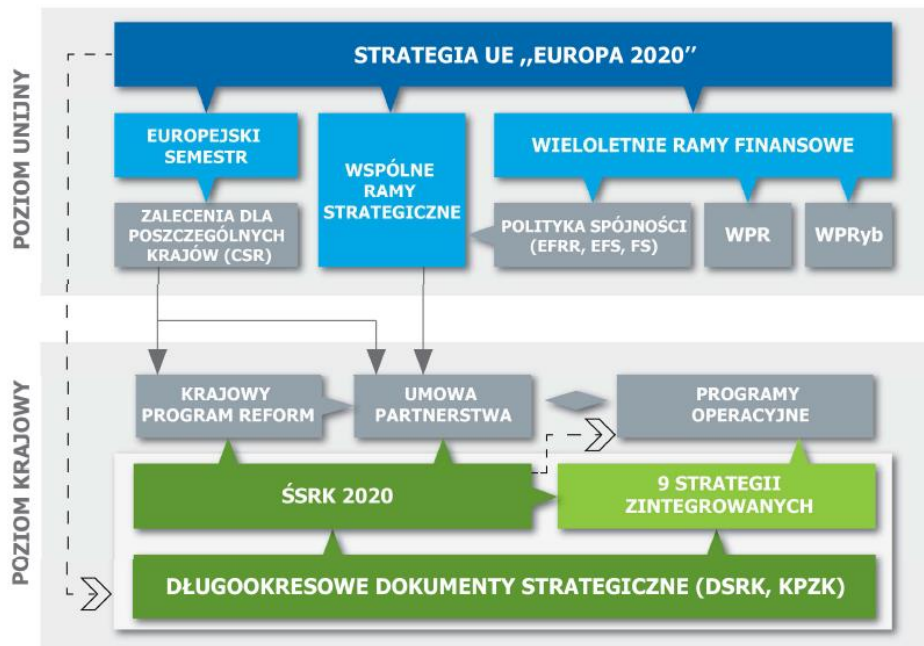 POZIOM UNIJNY
STRATEGIA UE „EUROPA 2020”
EUROPEJSKI
SEMESTR
WSPÓLNE
RAMY
STRATEGICZNE
WIELOLETNIE RAMY FINANSOWE
ZALECENIA DLA
POSZCZEGÓLNYCH
KRAJÓW (CSR)
POLITYKA SPÓJNOŚCI
(EFRR, EFS, FS)
WPR
WPRyb
POZIOM KRAJOWY
KRAJOWY
PROGRAM REFORM
UMOWA
PARTNERSTWA
PROGRAMY
OPERACYJNE
ŚSRK 2020
9 STRATEGII
ZINTEGROWANYCH
DŁUGOOKRESOWE DOKUMENTY STRATEGICZNE (DSRK, KPZK)